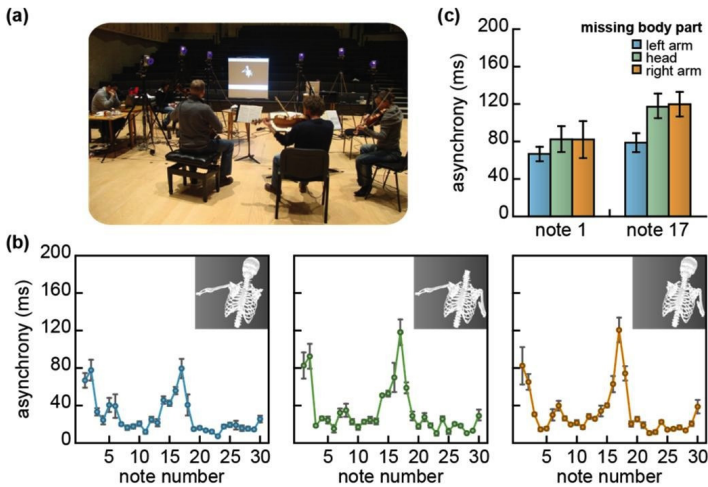 (a)
(c)
asynchrony (ms)
200
160
120
80
40
0
missing body part
left arm
head
right arm
note 1
note 17
(b)
asynchrony (ms)
200
160
120
80
40
0
5
10
15
20
25
30
note number
5
10
15
20
25
30
note number
5
10
15
20
25
30
note number